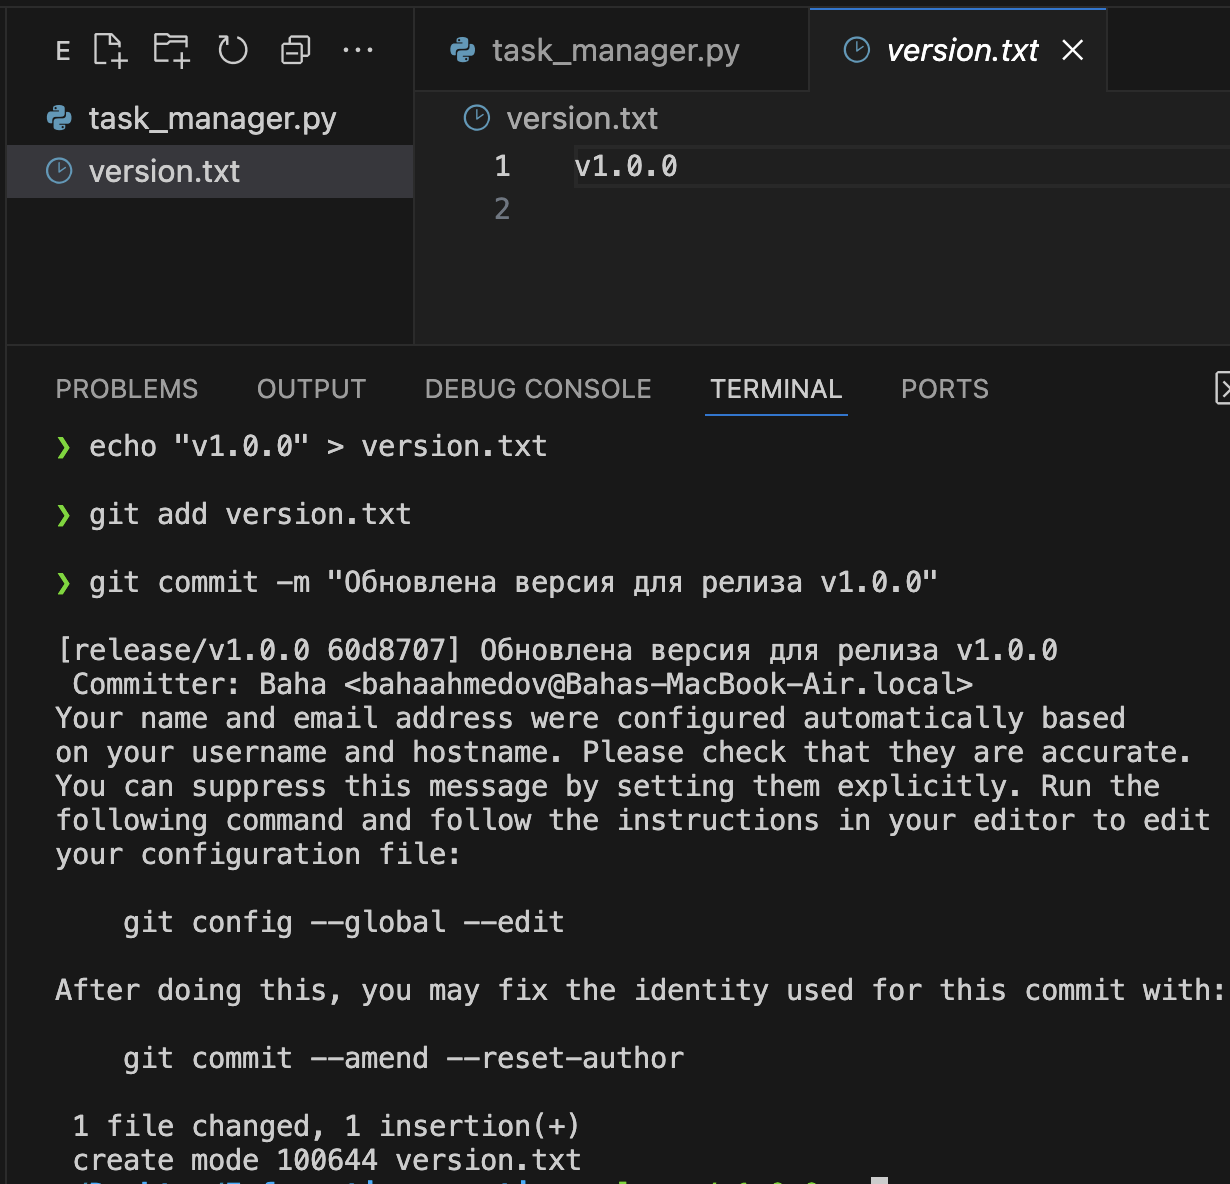 E
task_manager.py
version.txt
task_manager.py
version.txt
version.txt
1 v1.0.0
2
PROBLEMS OUTPUT DEBUG CONSOLE TERMINAL PORTS
❯ echo "v1.0.0" > version.txt
❯ git add version.txt
❯ git commit -m "Обновлена версия для релиза v1.0.0"
[release/v1.0.0 60d8707] Обновлена версия для релиза v1.0.0
Committer: Baha <bahaahmedov@Bahas-MacBook-Air.local>
Your name and email address were configured automatically based
on your username and hostname. Please check that they are accurate.
You can suppress this message by setting them explicitly. Run the
following command and follow the instructions in your editor to edit
your configuration file:
git config --global --edit
After doing this, you may fix the identity used for this commit with:
git commit --amend --reset-author
1 file changed, 1 insertion(+)
create mode 100644 version.txt